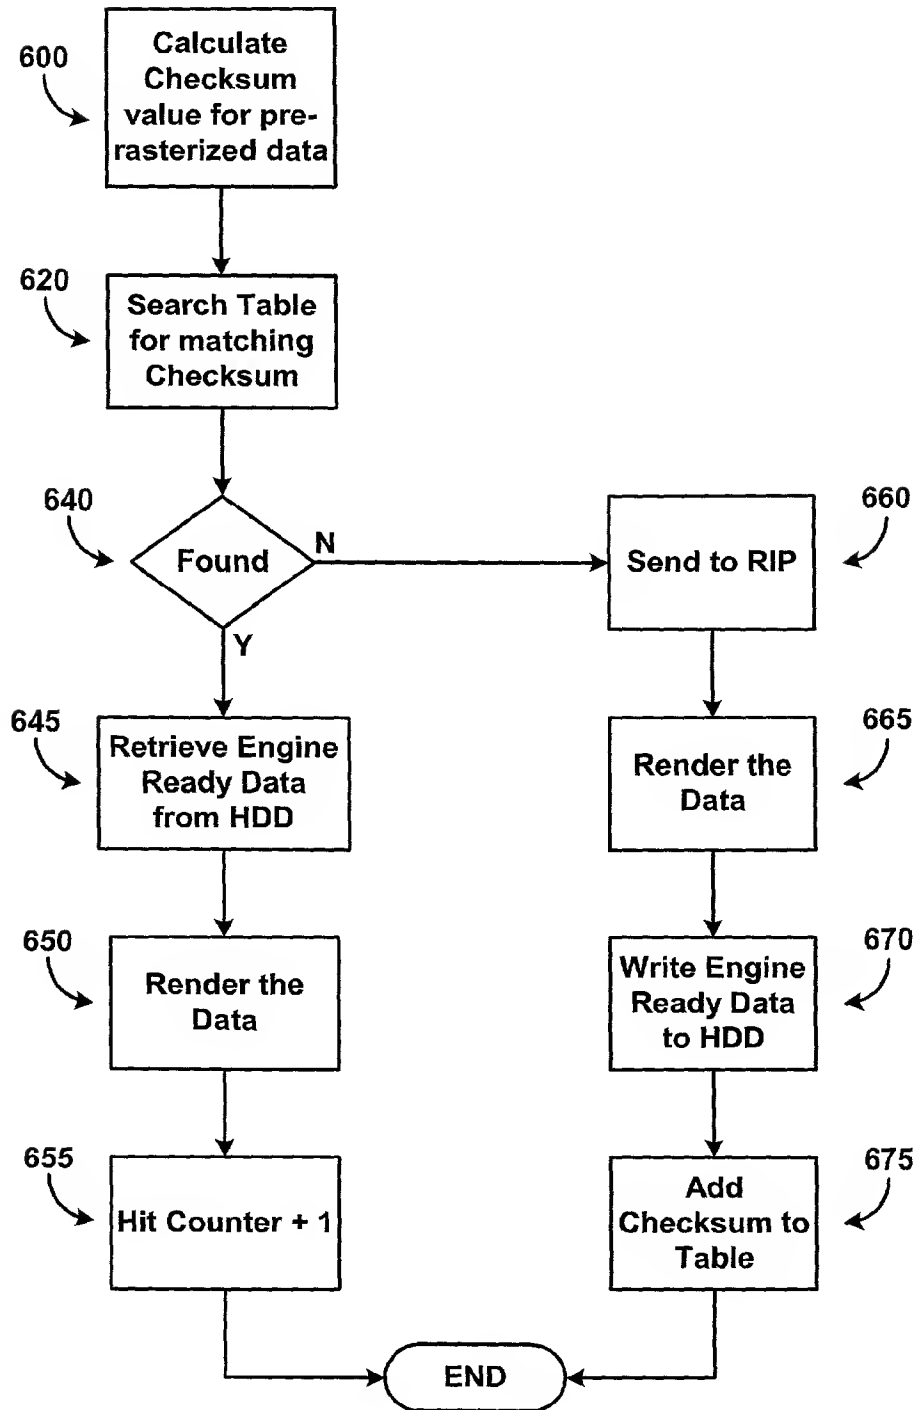 600
Calculate
Checksum
value for pre-
rasterized data
620
Search Table
for matching
Checksum
640
Found
N
Y
660
Send to RIP
645
Retrieve Engine
Ready Data
from HDD
665
Render the
Data
650
Render the
Data
670
Write Engine
Ready Data
to HDD
655
Hit Counter + 1
675
Add
Checksum to
Table
END